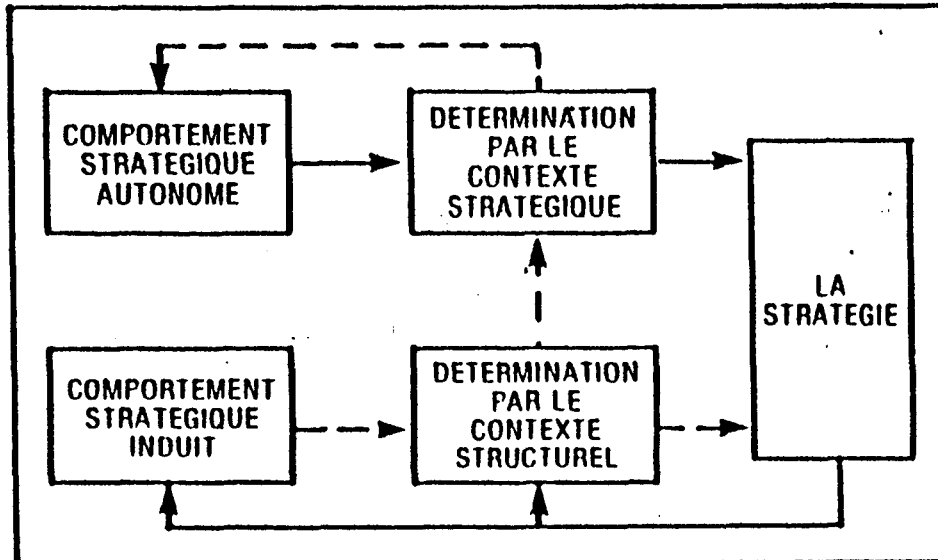 COMPORTEMENT
STRATEGIQUE
AUTONOME
DETERMINATION
PAR LE
CONTEXTE
STRATEGIQUE
LA
STRATEGIE
COMPORTEMENT
STRATEGIQUE
INDUIT
DETERMINATION
PAR LE
CONTEXTE
STRUCTUREL